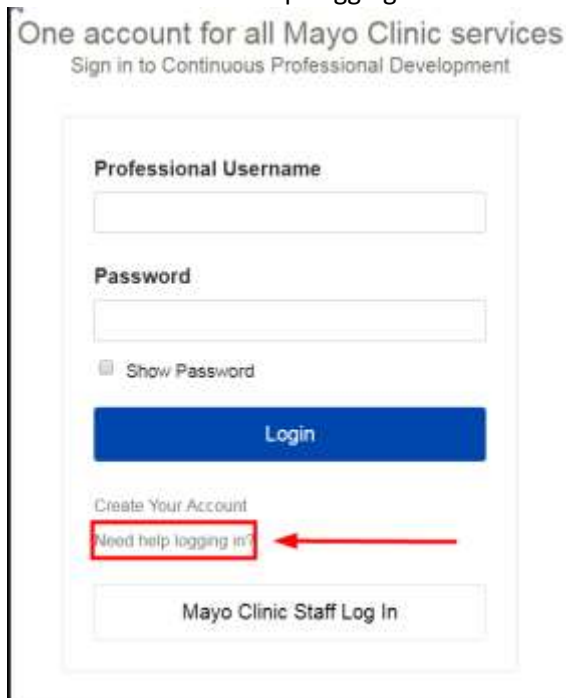 One account for all Mayo Clinic services
Sign in to Continuous Professional Development
Professional Username
Password
Show Password
Login
Create Your Account
Need help logging in?
Mayo Clinic Staff Log In